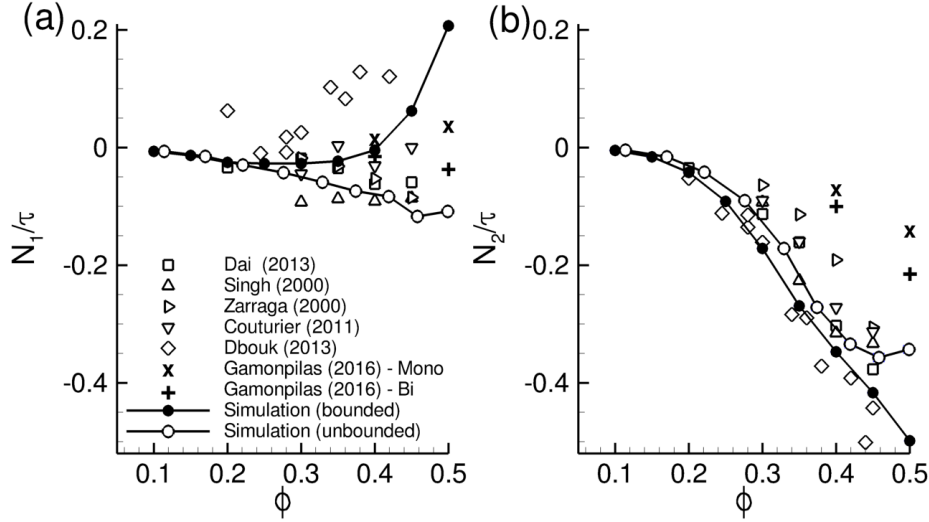 (a)
0.2
0
-0.2
-0.4
N1/τ
Dai (2013)
Singh (2000)
Zarraga (2000)
Couturier (2011)
Dbouk (2013)
Gamonpilas (2016) - Mono
Gamonpilas (2016) - Bi
Simulation (bounded)
Simulation (unbounded)
0.1 0.2 0.3 0.4 0.5
ϕ
(b)
0.2
0
-0.2
-0.4
N2/τ
0.1 0.2 0.3 0.4 0.5
ϕ